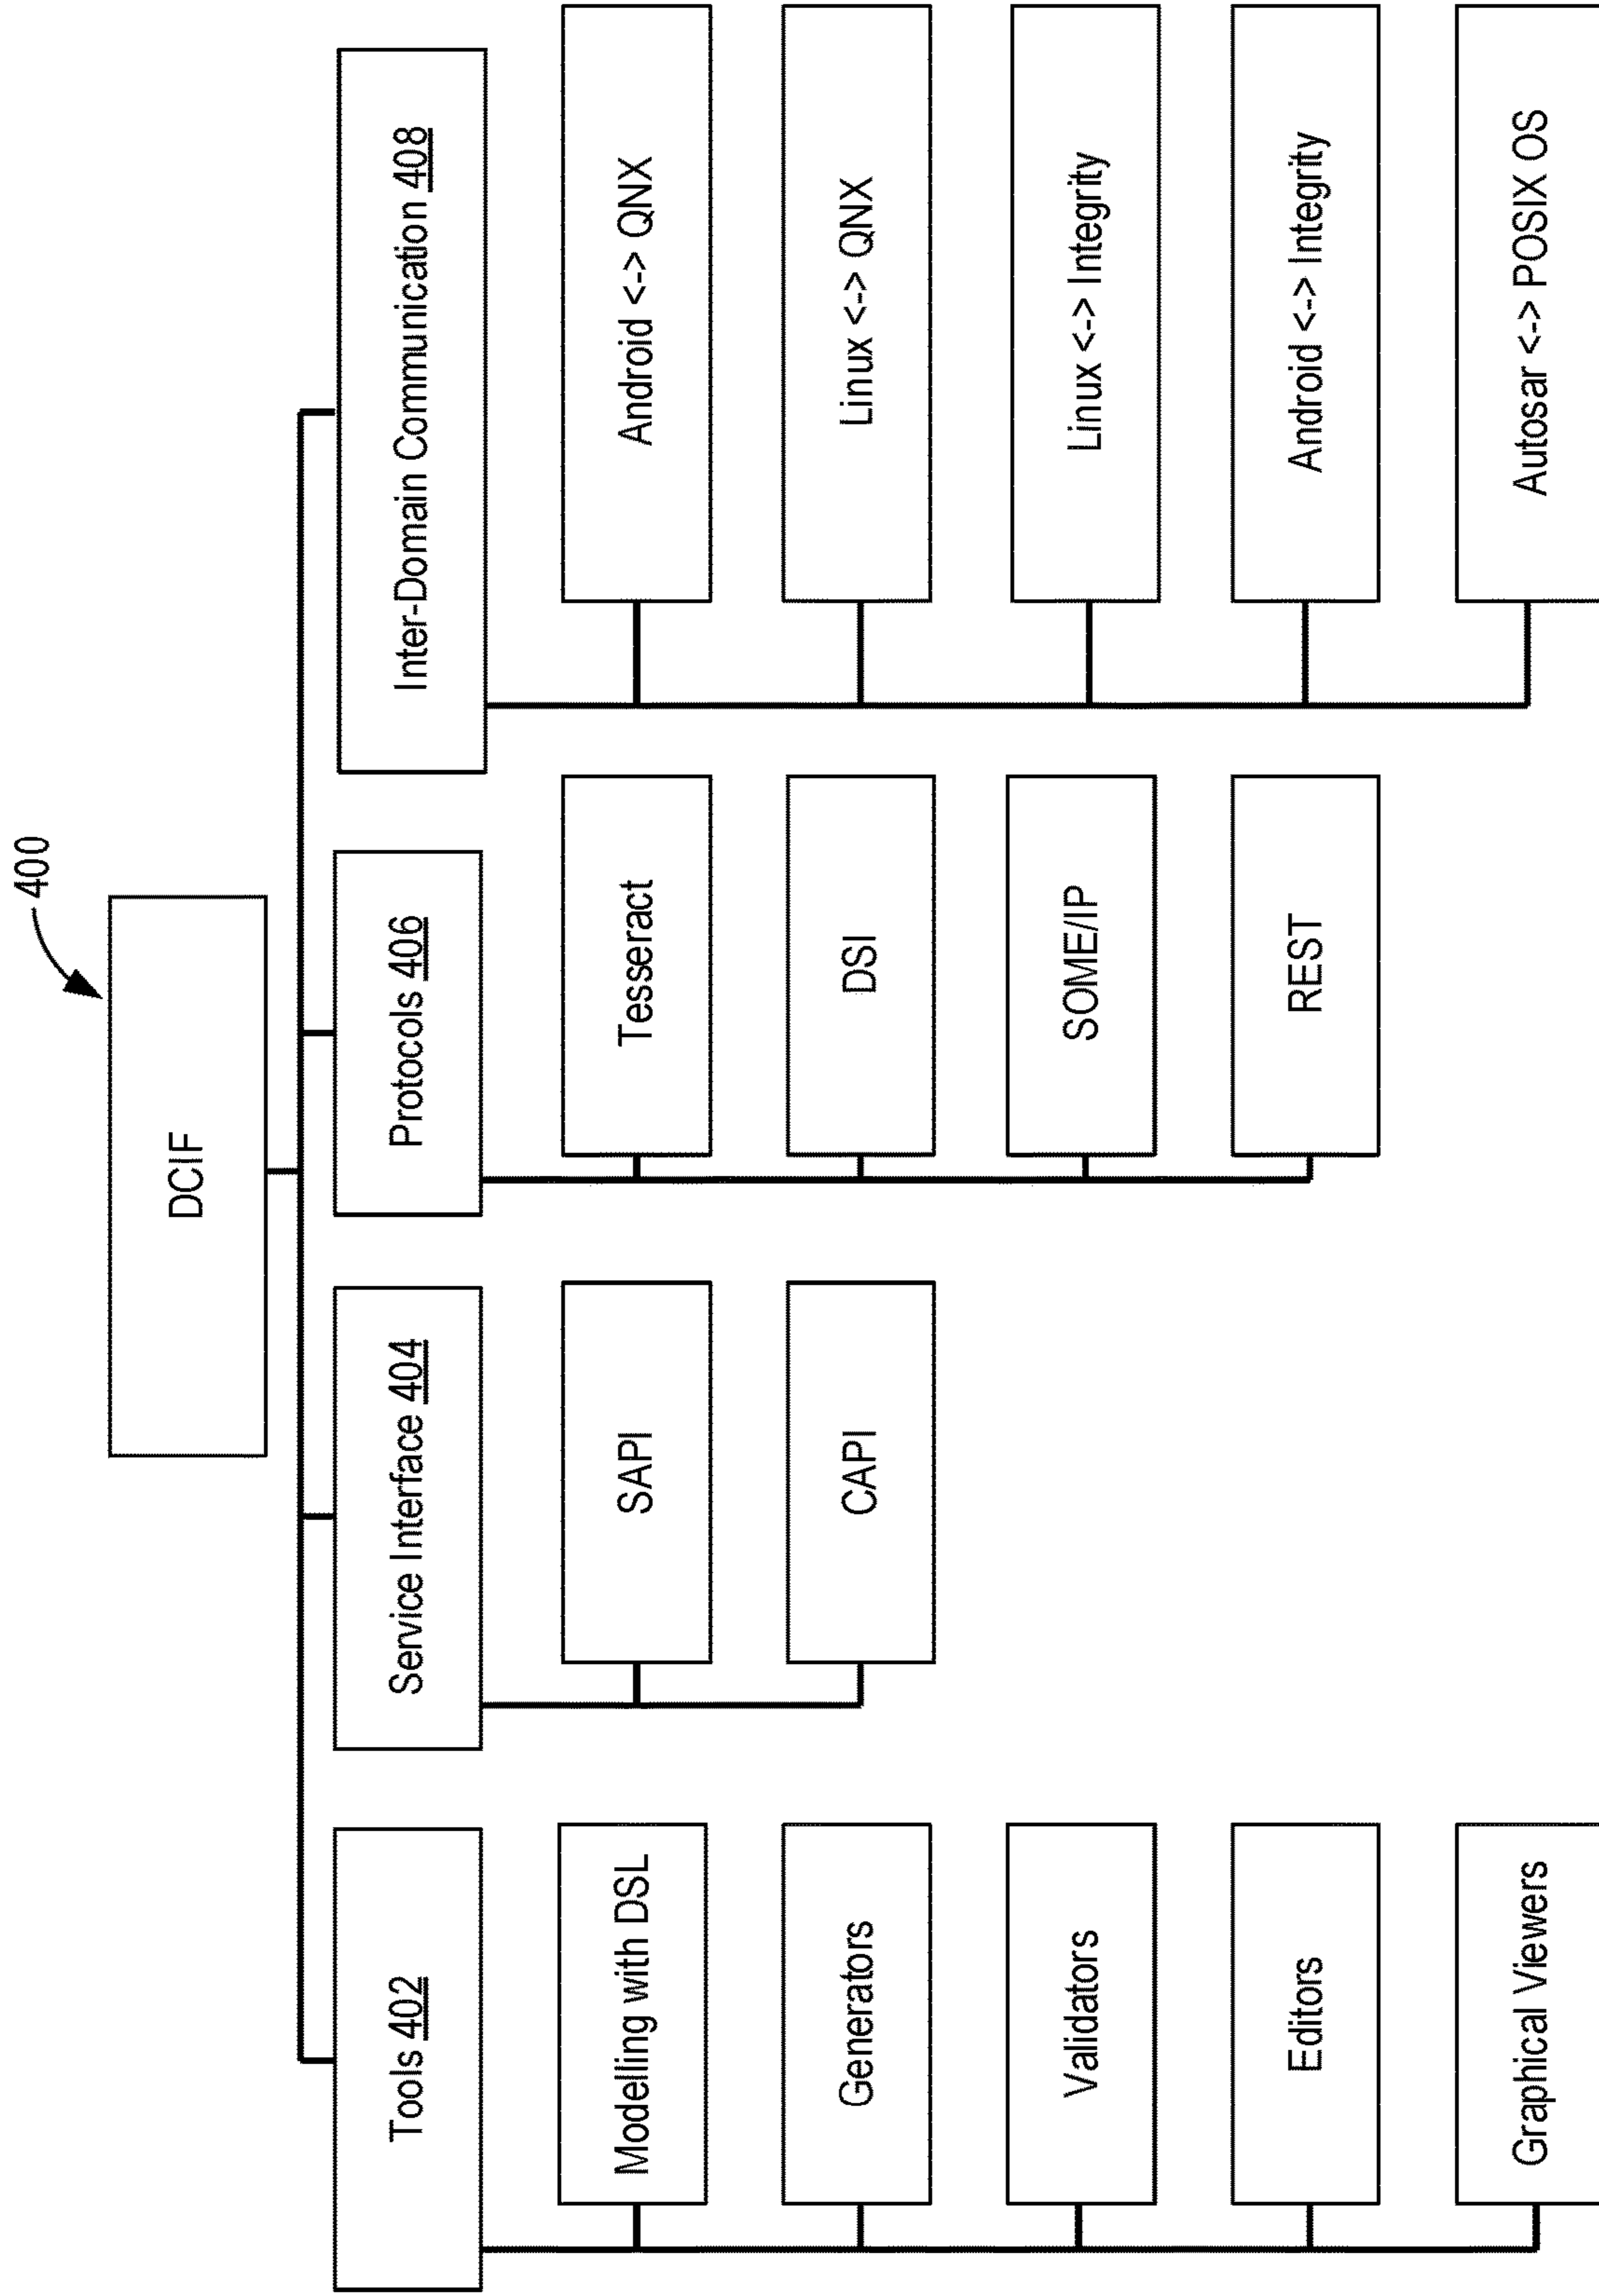 400
DCIF
Tools 402
Modelling with DSL
Generators
Validators
Editors
Graphical Viewers
Service Interface 404
SAPI
CAPI
Protocols 406
Tesseract
DSI
SOME/IP
REST
Inter-Domain Communication 408
Android <-> QNX
Linux <-> QNX
Linux <-> Integrity
Android <-> Integrity
Autosar <-> POSIX OS